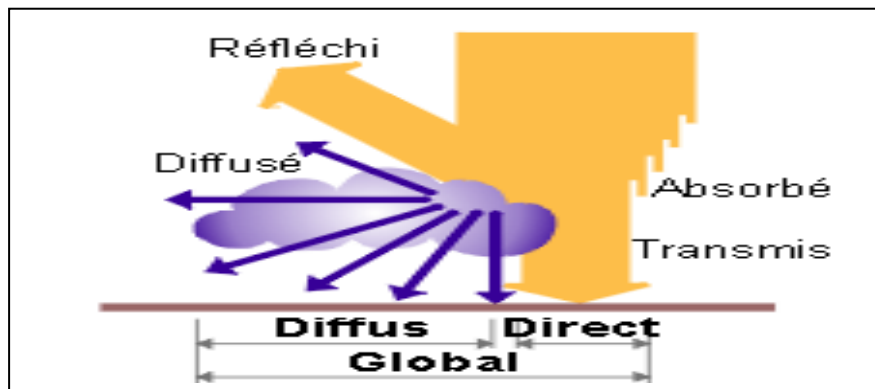 Réfléchi
Diffusé
Absorbé
Transmis
Diffus Direct
Global